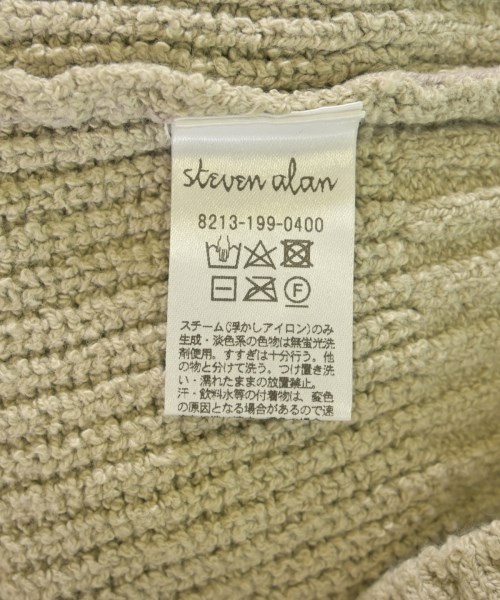 steven alan
8213-199-0400
F
スチーム(浮かしアイロン)のみ
生成・淡色系の色物は無蛍光洗
剤使用。すすぎは十分行う。他
の物と分けて洗う。つけ置き洗
い・濡れたままの放置禁止。
汗・飲料水等の付着物は、変色
の原因となる場合があるので速